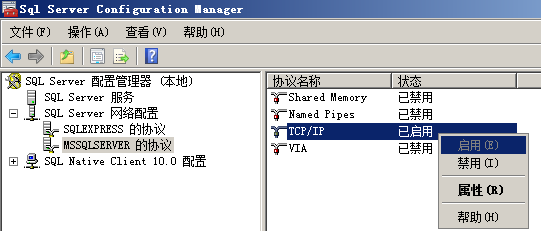 Sql Server Configuration Manager
文件(F) 操作(A) 查看(V) 帮助(H)
SQL Server 配置管理器 (本地)
SQL Server 服务
SQL Server 网络配置
SQLEXPRESS 的协议
MSSQLSERVER 的协议
SQL Native Client 10.0 配置
协议名称 状态
Shared Memory 已禁用
Named Pipes 已禁用
TCP/IP 已启用
VIA 已禁用
启用(E)
禁用(I)
属性(R)
帮助(H)